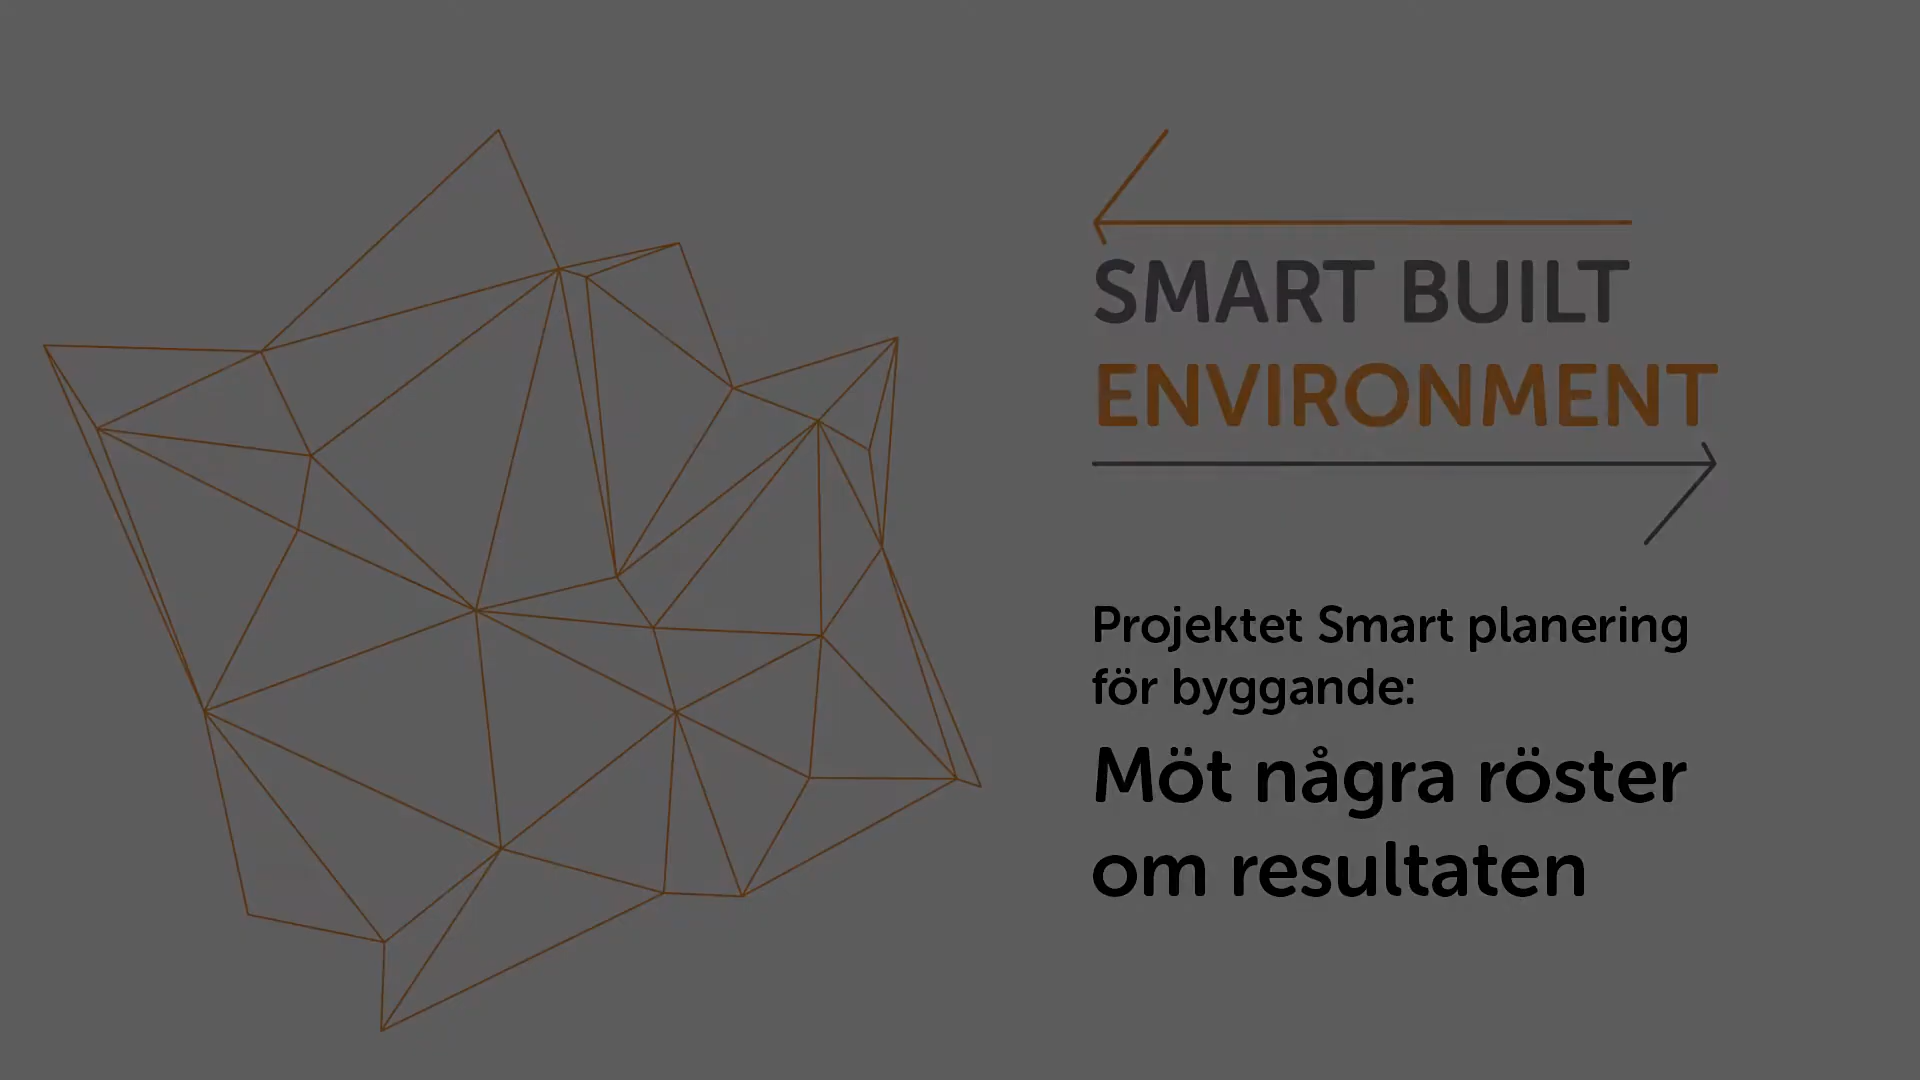 SMART BUILT
ENVIRONMENT
Projektet Smart planering
för byggande:
Möt några röster
om resultaten